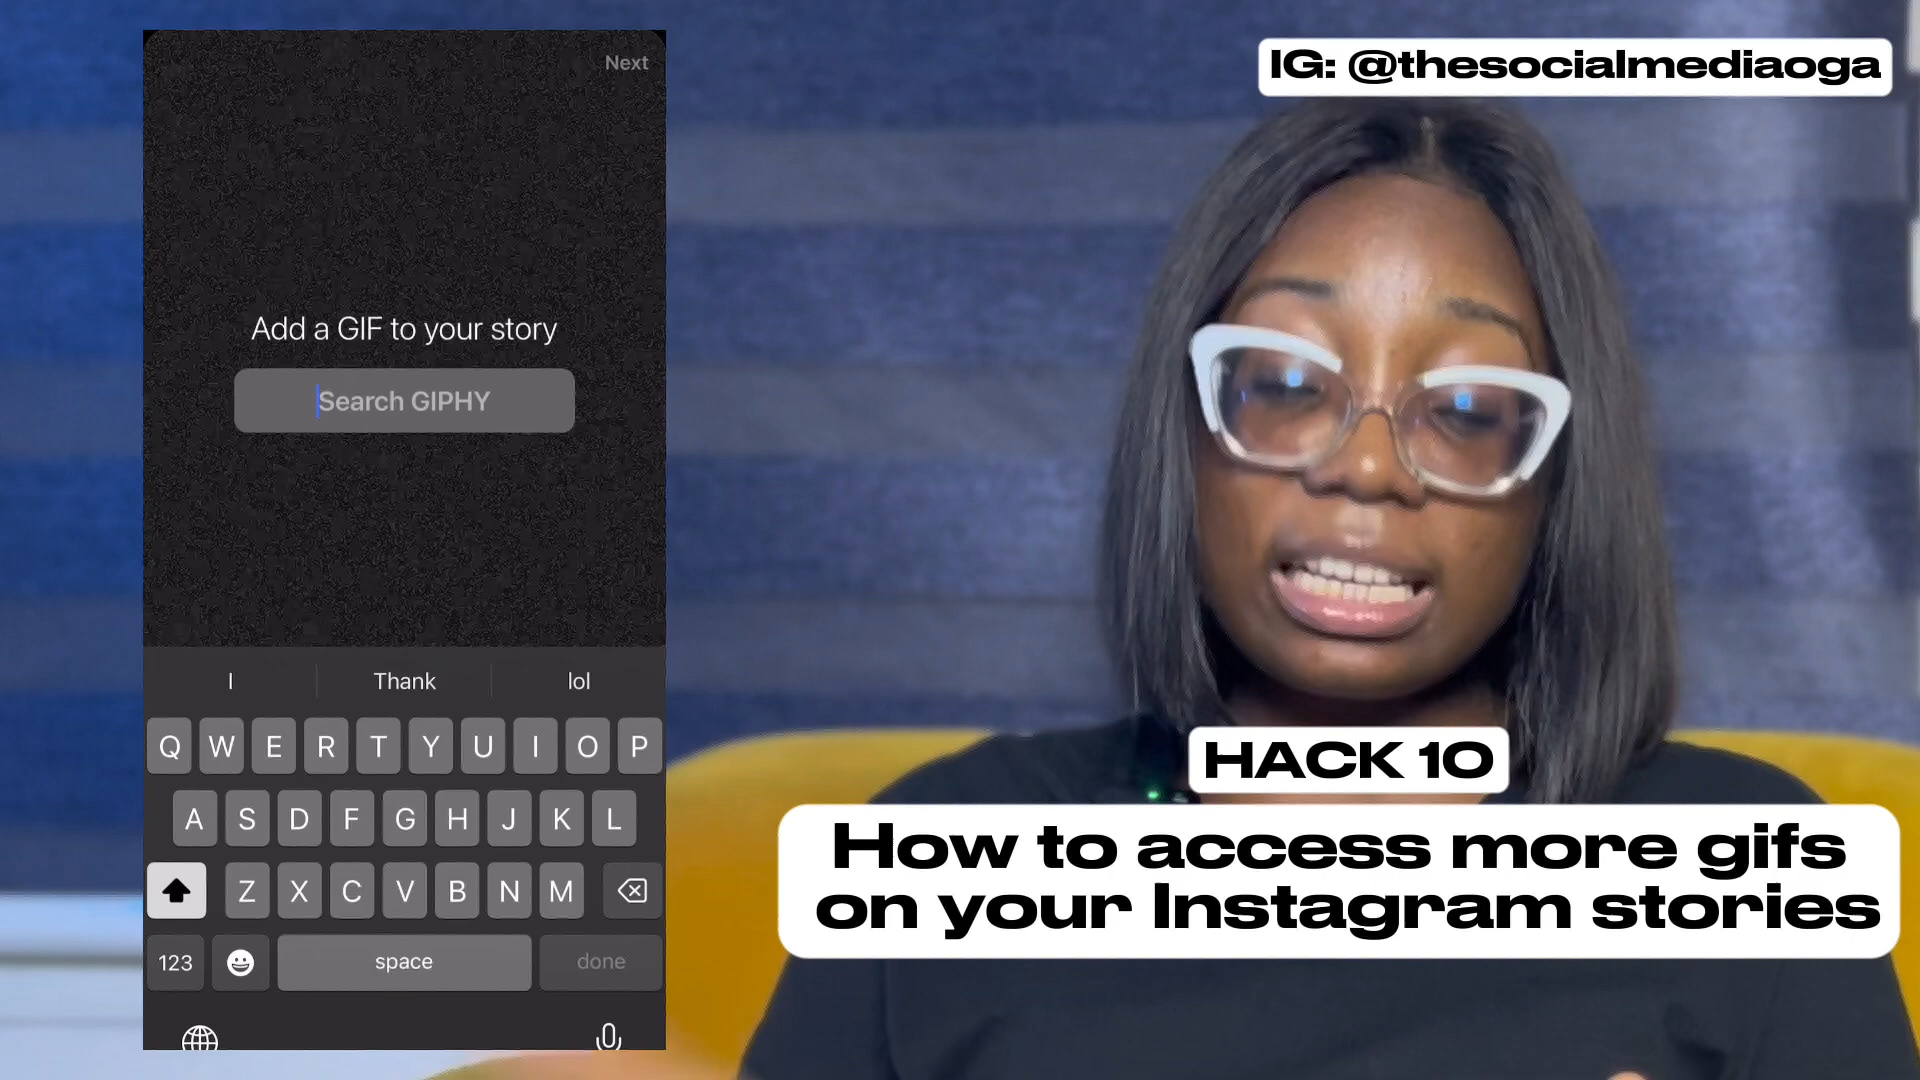 Next
Add a GIF to your story
Search GIPHY
I Thank lol
Q W E R T Y U I O P
A S D F G H J K L
Z X C V B N M
123 space done
IG: @thesocialmediaoga
HACK 10
How to access more gifs
on your Instagram stories